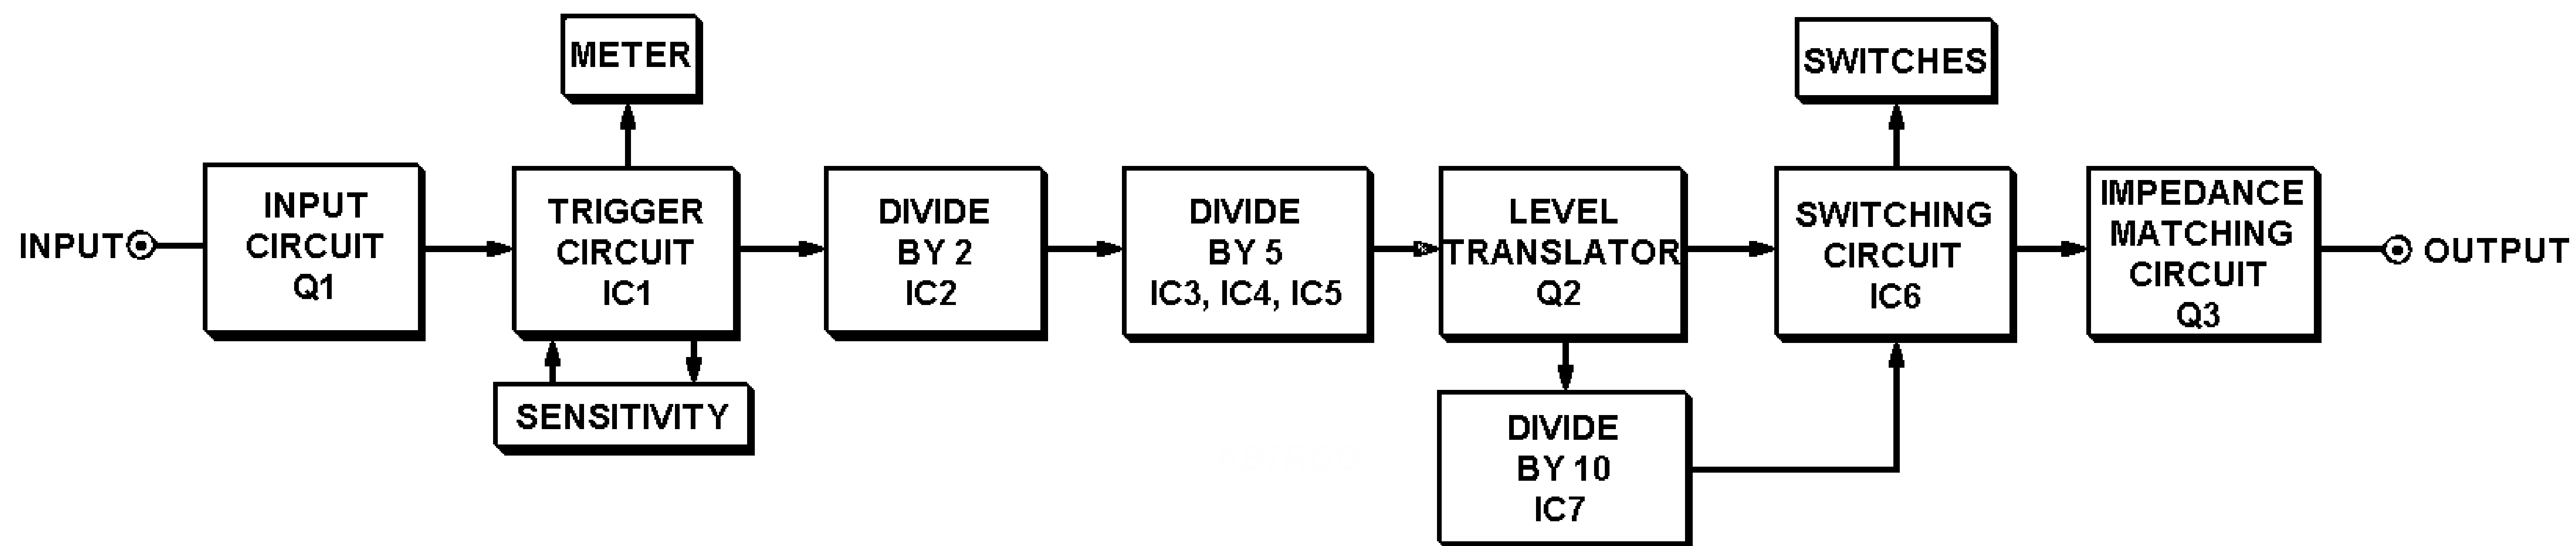 METER
SWITCHES
INPUT
INPUT
CIRCUIT
Q1
TRIGGER
CIRCUIT
IC1
DIVIDE
BY 2
IC2
DIVIDE
BY 5
IC3, IC4, IC5
LEVEL
TRANSLATOR
Q2
SWITCHING
CIRCUIT
IC6
IMPEDANCE
MATCHING
CIRCUIT
Q3
OUTPUT
SENSITIVITY
DIVIDE
BY 10
IC7